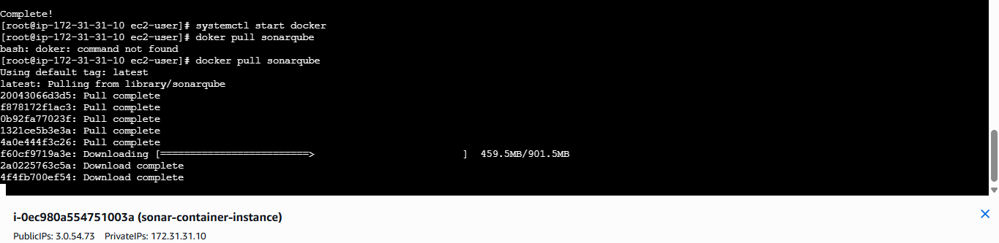 Complete!
[root@ip-172-31-31-10 ec2-user]# systemctl start docker
[root@ip-172-31-31-10 ec2-user]# doker pull sonarqube
bash: doker: command not found
[root@ip-172-31-31-10 ec2-user]# docker pull sonarqube
Using default tag: latest
latest: Pulling from library/sonarqube
20043066d3d5: Pull complete
f878172f1ac3: Pull complete
0b92fa77023f: Pull complete
1321ce5b3e3a: Pull complete
4a0e444f3c26: Pull complete
f60cf9719a3e: Downloading [=========================>                         ]  459.5MB/901.5MB
2a0225763c5a: Download complete
4f4fb700ef54: Download complete
i-0ec980a554751003a (sonar-container-instance)
PublicIPs: 3.0.54.73 PrivateIPs: 172.31.31.10